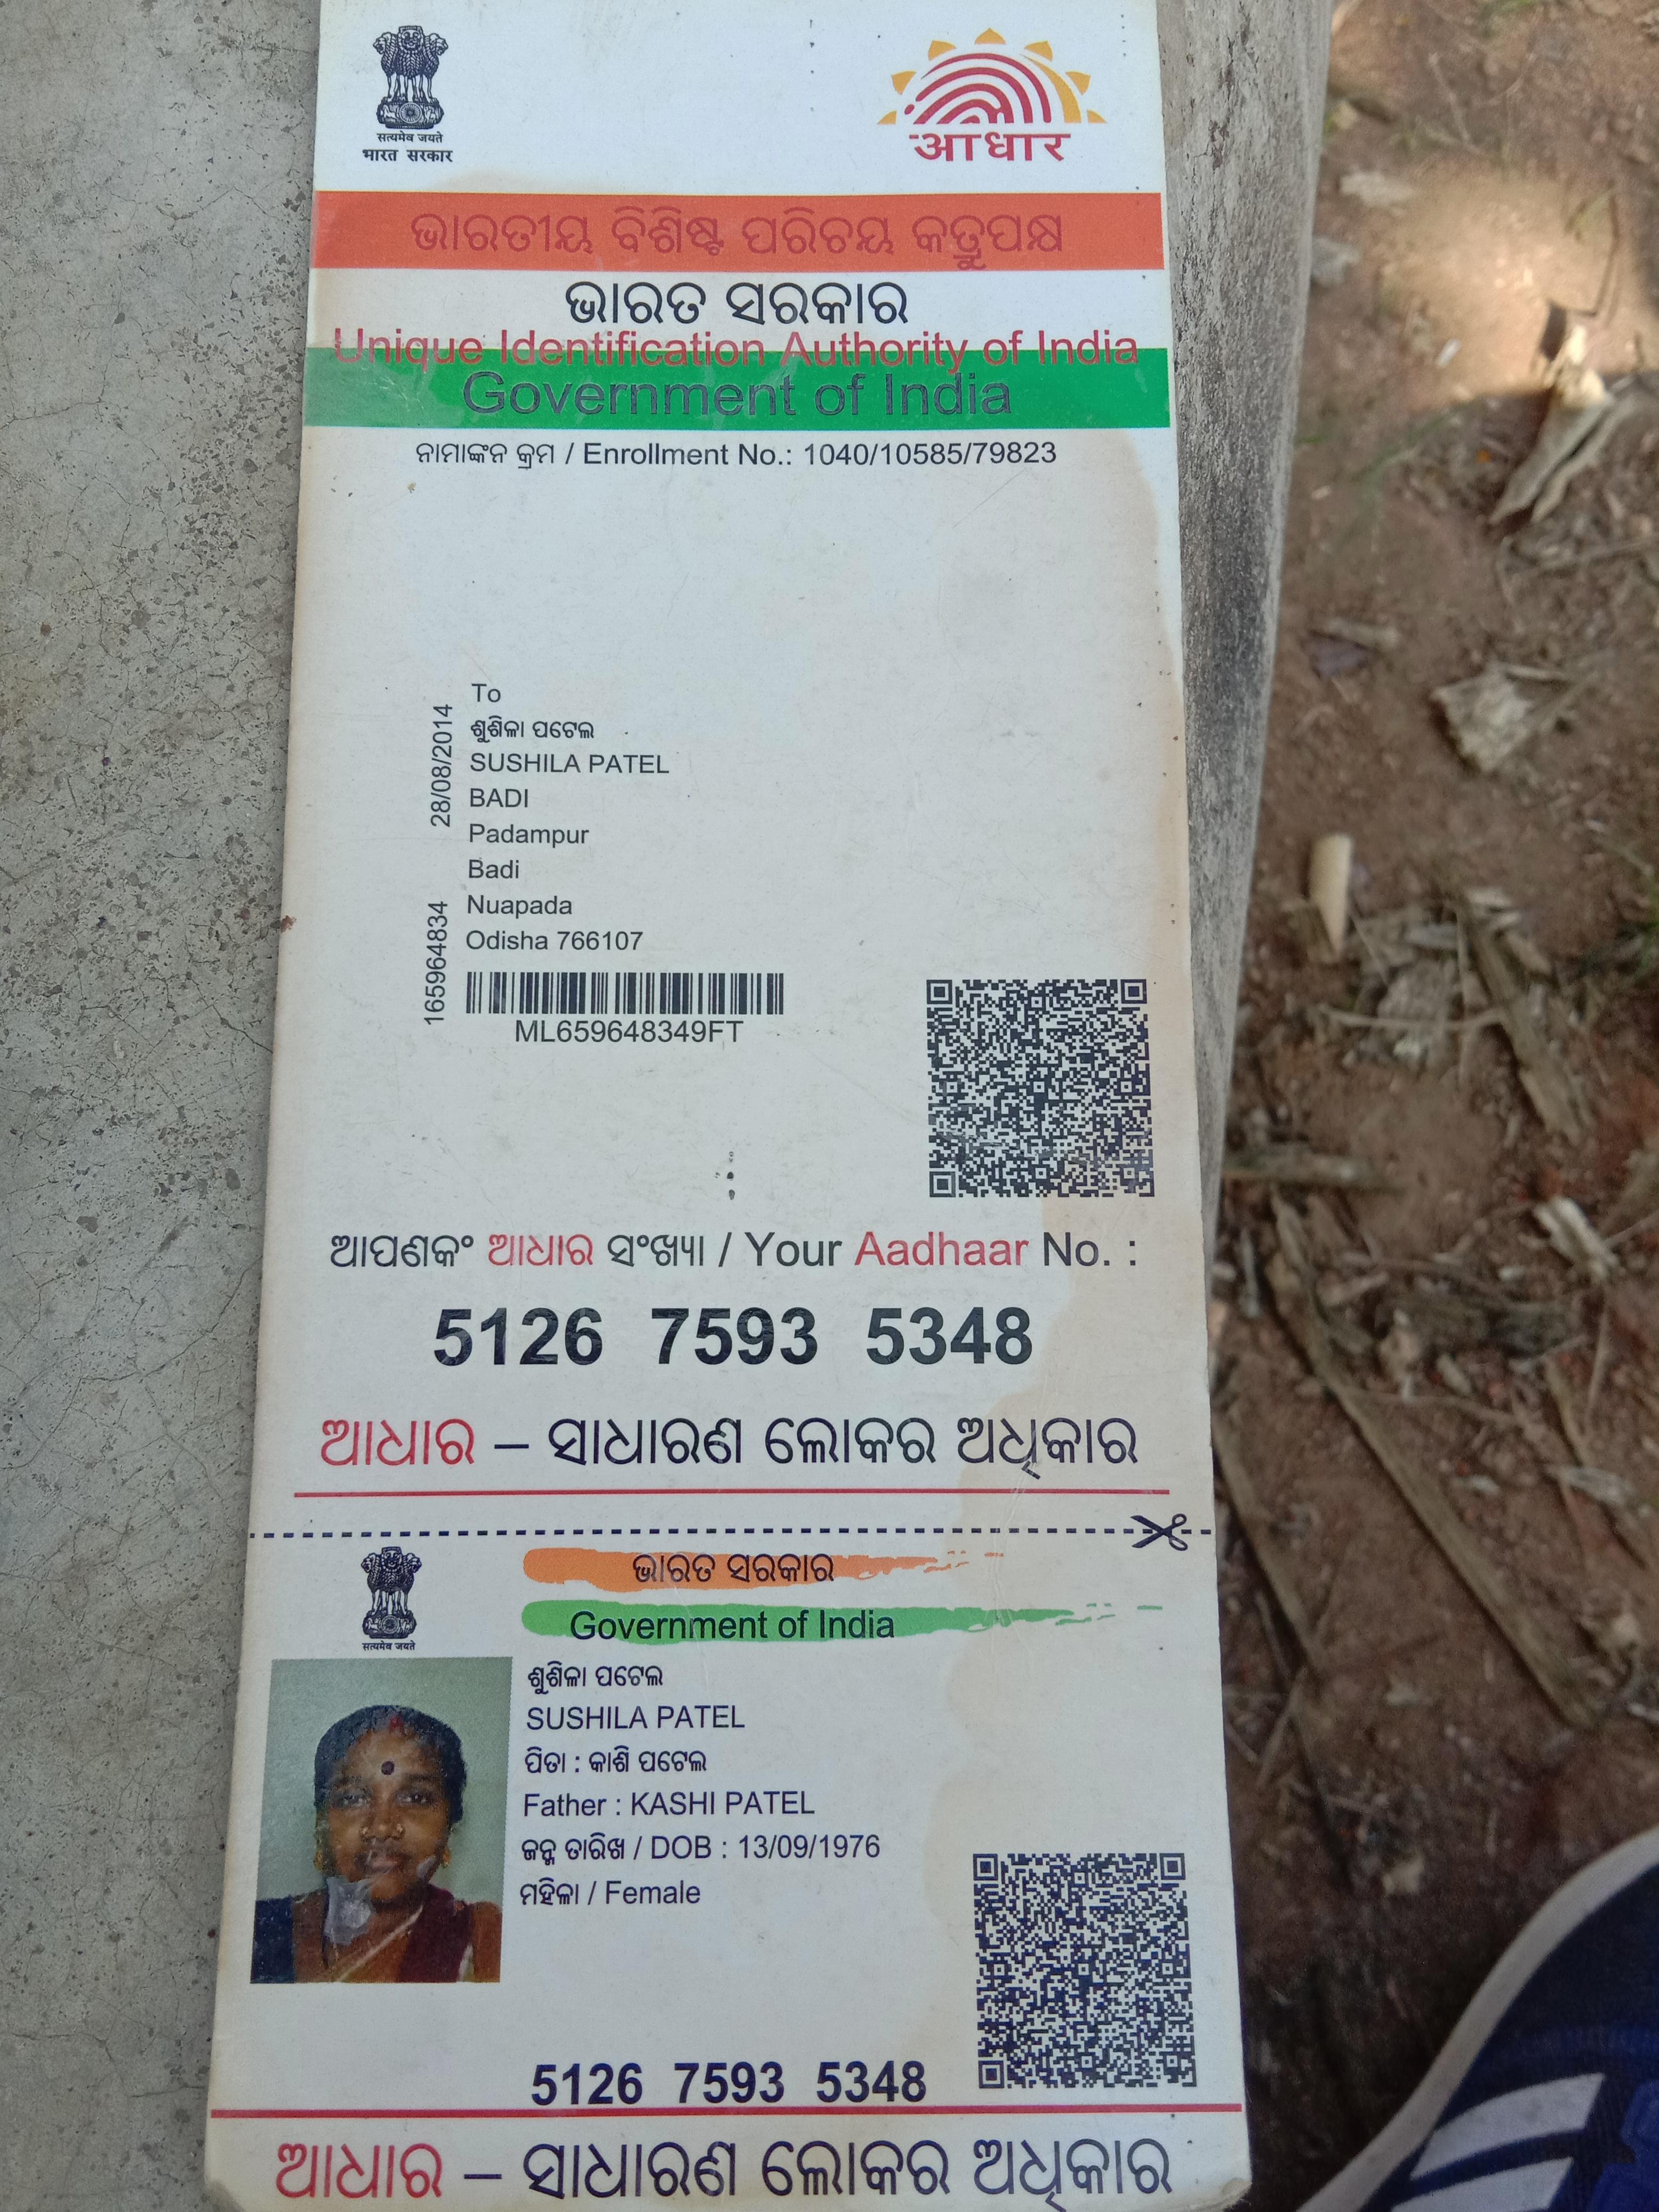 सत्यमेव जयते
भारत सरकार
आधार
ଭାରତୀୟ ବିଶିଷ୍ଟ ପରିଚୟ କର୍ତ୍ତୃପକ୍ଷ
ଭାରତ ସରକାର
Unique Identification Authority of India
Government of India
ନାମାଙ୍କନ କ୍ରମ / Enrollment No.: 1040/10585/79823
To
ଶୁଶିଳା ପଟେଲ
SUSHILA PATEL
BADI
Padampur
Badi
Nuapada
Odisha 766107
28/08/2014
165964834
ML659648349FT
ଆପଣକଂ ଆଧାର ସଂଖ୍ୟା / Your Aadhaar No. :
5126 7593 5348
ଆଧାର – ସାଧାରଣ ଲୋକର ଅଧିକାର
सत्यमेव जयते
ଭାରତ ସରକାର
Government of India
ଶୁଶିଳା ପଟେଲ
SUSHILA PATEL
ପିତା : କାଶି ପଟେଲ
Father : KASHI PATEL
ଜନ୍ମ ତାରିଖ / DOB : 13/09/1976
ମହିଳା / Female
5126 7593 5348
ଆଧାର – ସାଧାରଣ ଲୋକର ଅଧିକାର